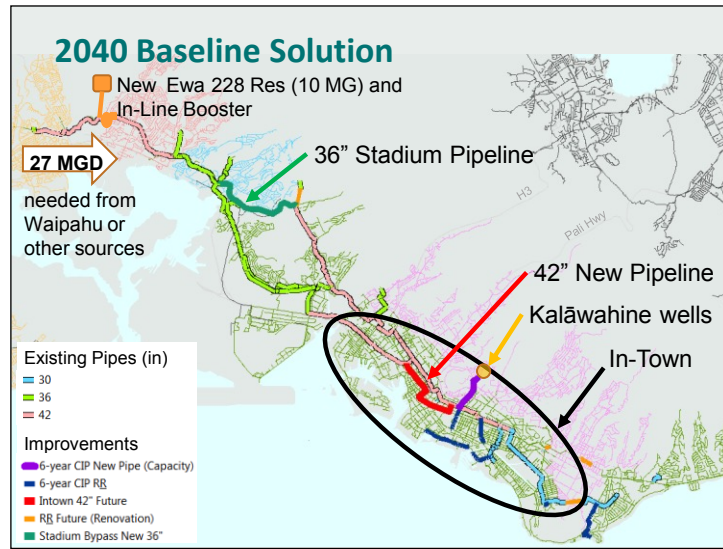 2040 Baseline Solution
New Ewa 228 Res (10 MG) and
In-Line Booster
27 MGD
needed from
Waipahu or
other sources
36” Stadium Pipeline
H3
Pali Hwy
42” New Pipeline
Kalāwahine wells
In-Town
Existing Pipes (in)
30
36
42
Improvements
6-year CIP New Pipe (Capacity)
6-year CIP RR
Intown 42" Future
RR Future (Renovation)
Stadium Bypass New 36"